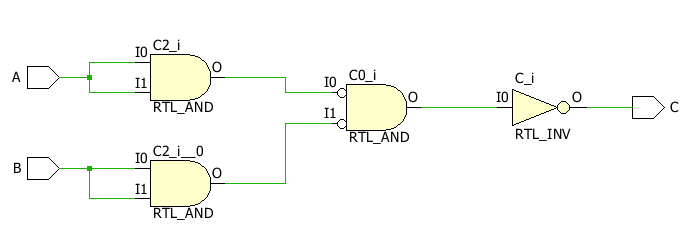 C2_i
I0
A
O
I1
RTL_AND
C0_i
I0
O
I1
RTL_AND
C_i
I0
O
C
RTL_INV
C2_i__0
I0
B
O
I1
RTL_AND